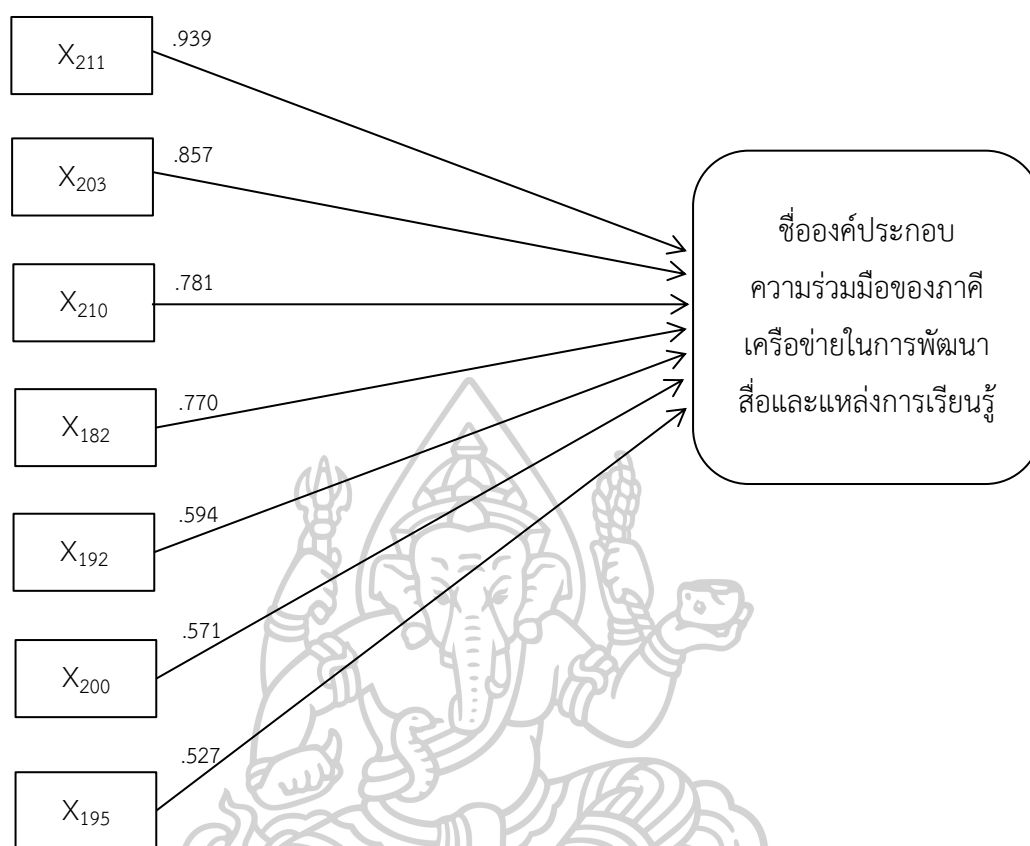 X₂₁₁
.939
X₂₀₃
.857
X₂₁₀
.781
X₁₈₂
.770
X₁₉₂
.594
X₂₀₀
.571
X₁₉₅
.527
ชื่อองค์ประกอบ
ความร่วมมือของภาคี
เครือข่ายในการพัฒนา
สื่อและแหล่งการเรียนรู้